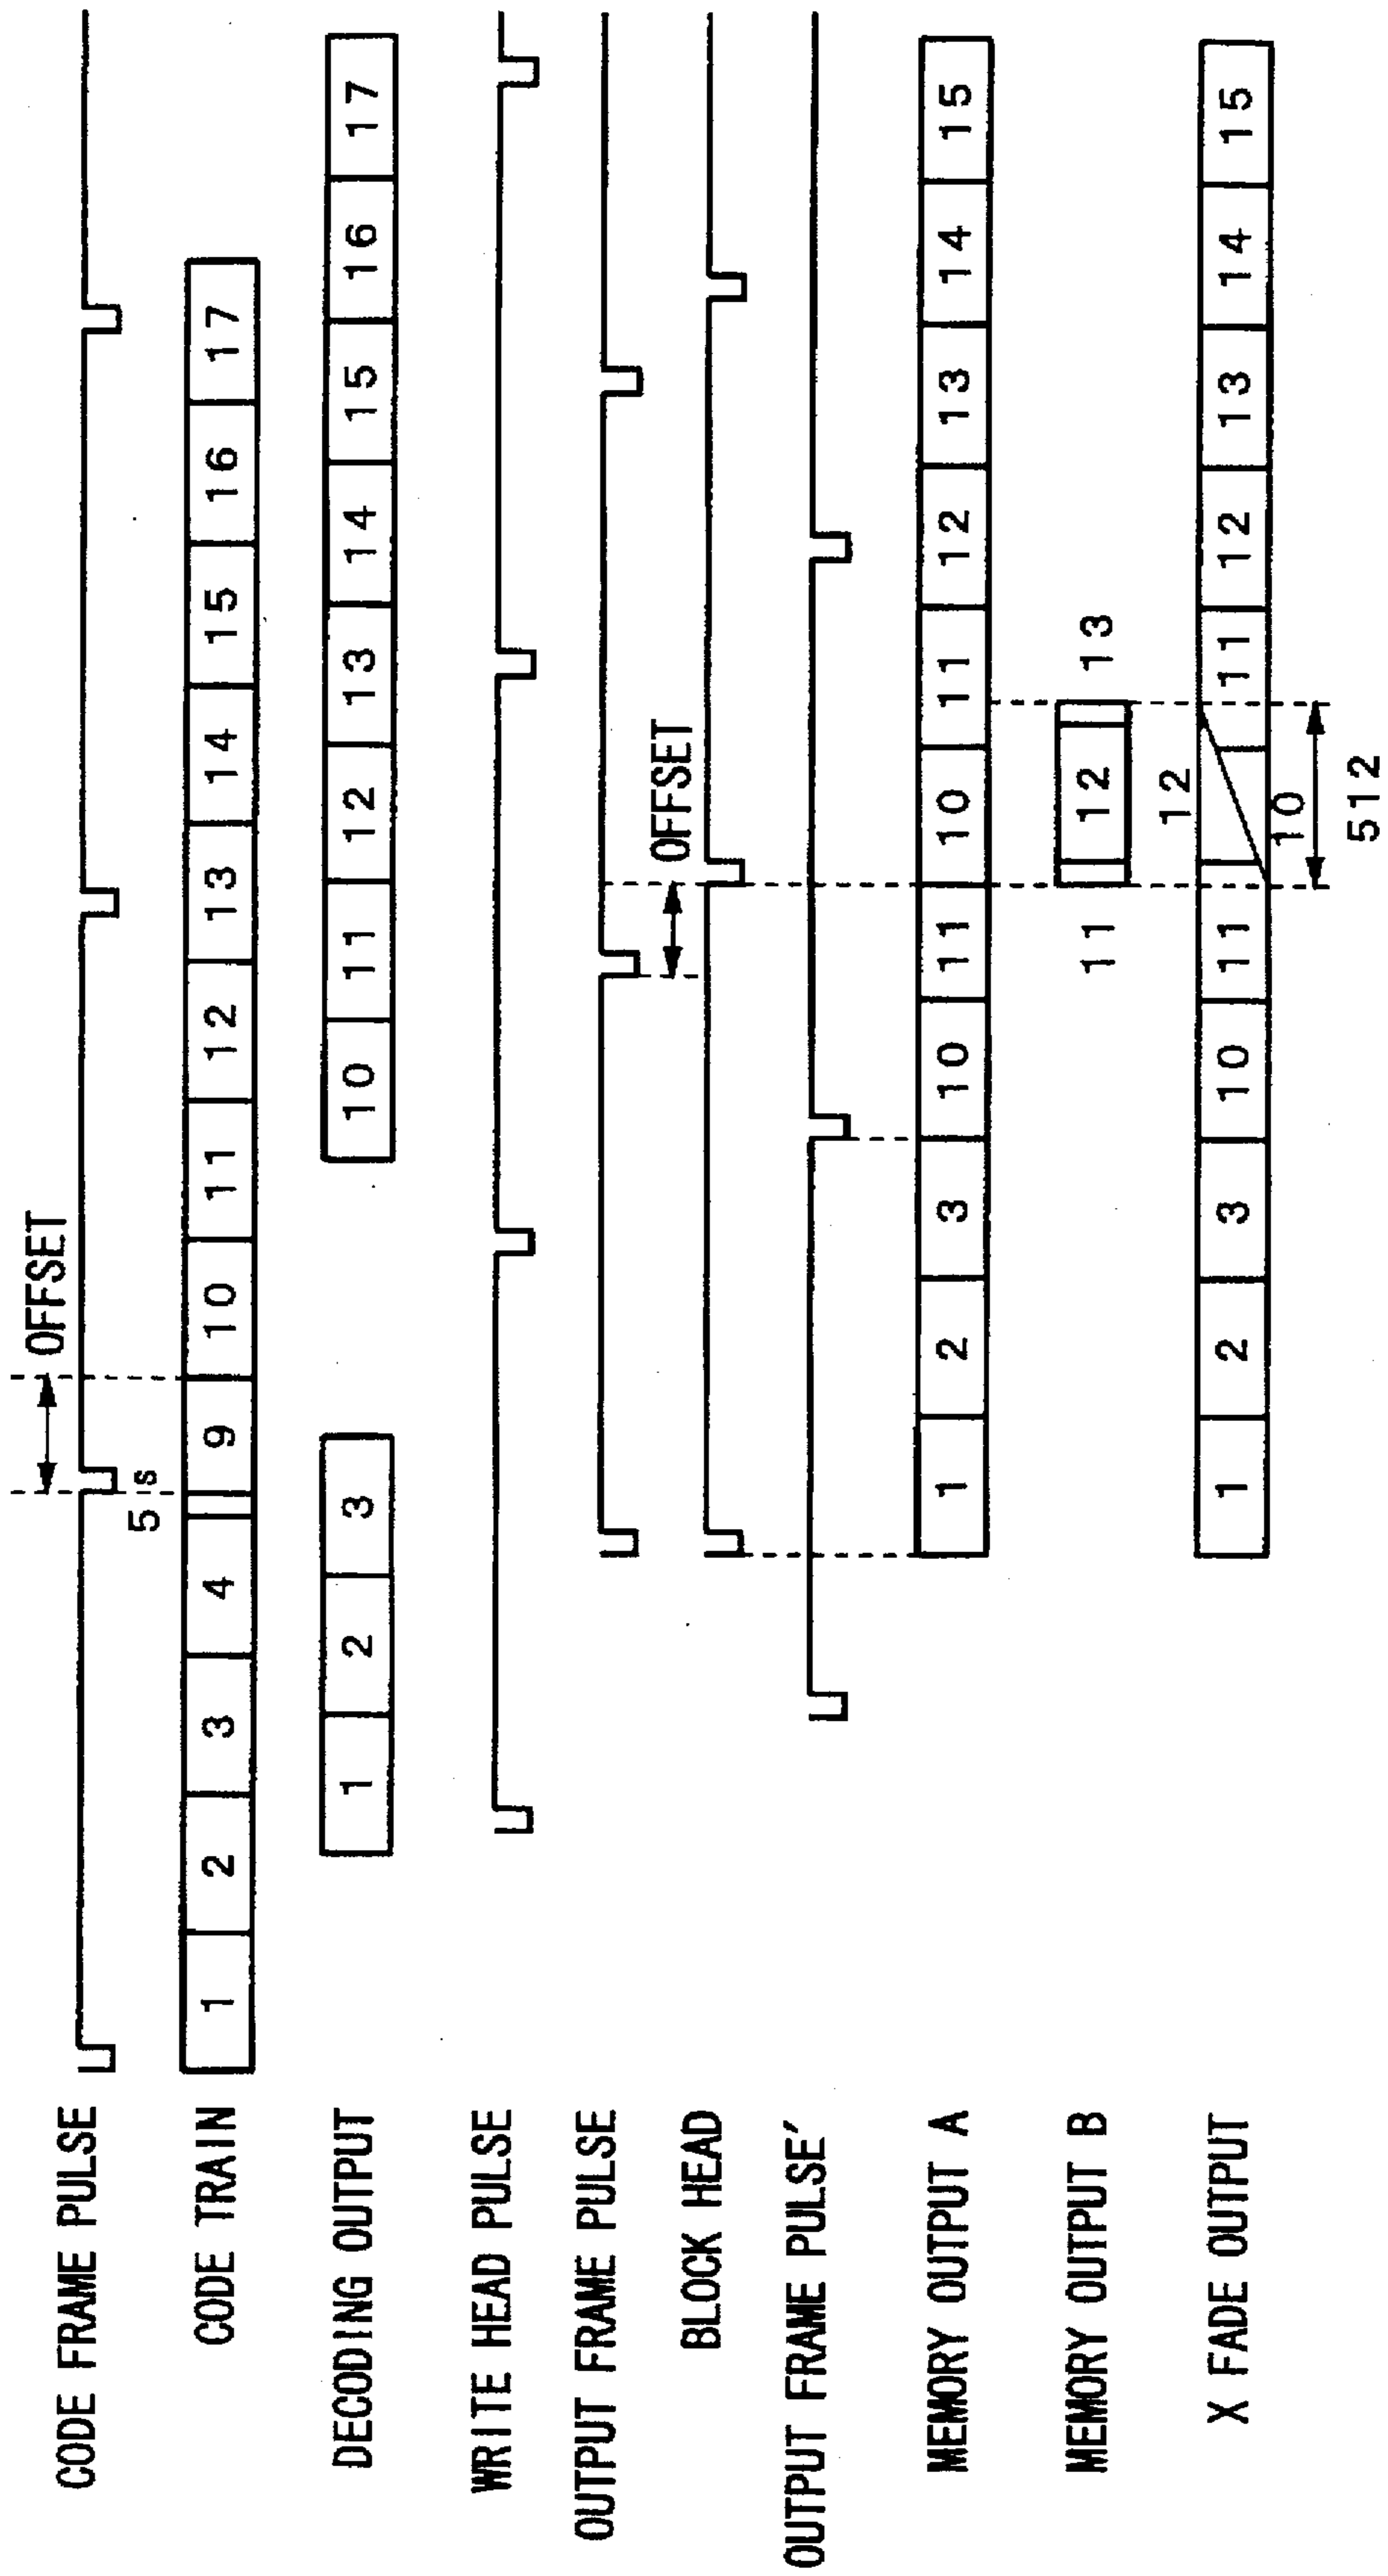 OFFSET
CODE FRAME PULSE
5 s
CODE TRAIN 1 2 3 4 9 10 11 12 13 14 15 16 17
DECODING OUTPUT 1 2 3 10 11 12 13 14 15 16 17
WRITE HEAD PULSE
OUTPUT FRAME PULSE
OFFSET
BLOCK HEAD
OUTPUT FRAME PULSE′
MEMORY OUTPUT A 1 2 3 10 11 10 11 12 13 14 15
MEMORY OUTPUT B 11 12 13
12
X FADE OUTPUT 1 2 3 10 11 11 12 13 14 15
10
512